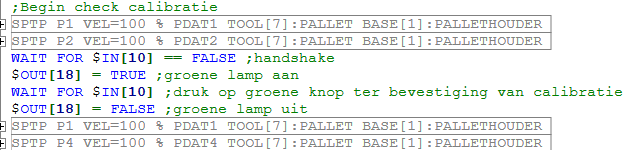 ;Begin check calibratie
SPTP P1 VEL=100 % PDAT1 TOOL[7]:PALLET BASE[1]:PALLETHOUDER
SPTP P2 VEL=100 % PDAT2 TOOL[7]:PALLET BASE[1]:PALLETHOUDER
WAIT FOR $IN[10] == FALSE ;handshake
$OUT[18] = TRUE ;groene lamp aan
WAIT FOR $IN[10] ;druk op groene knop ter bevestiging van calibratie
$OUT[18] = FALSE ;groene lamp uit
SPTP P1 VEL=100 % PDAT1 TOOL[7]:PALLET BASE[1]:PALLETHOUDER
SPTP P4 VEL=100 % PDAT4 TOOL[7]:PALLET BASE[1]:PALLETHOUDER